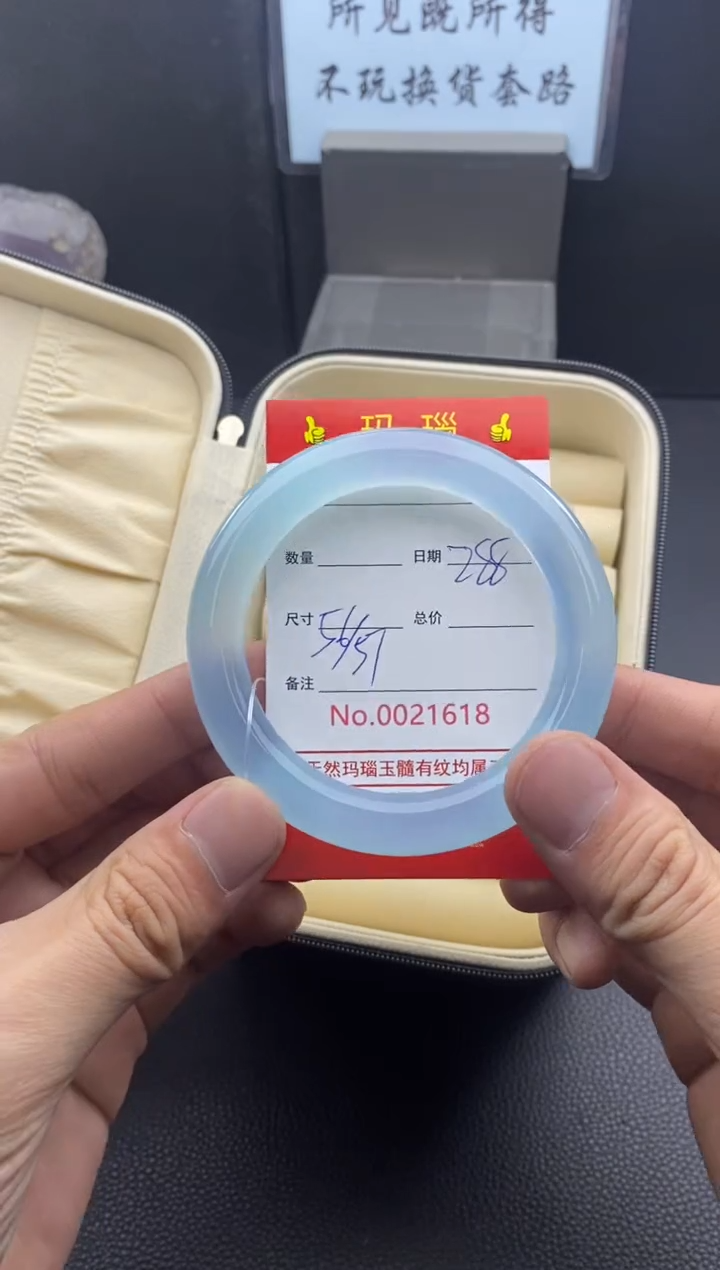 所见既所得
不玩换货套路
玛瑙
数量 日期 288
尺寸 56/57 总价
备注
No.0021618
天然玛瑙玉髓有纹均属